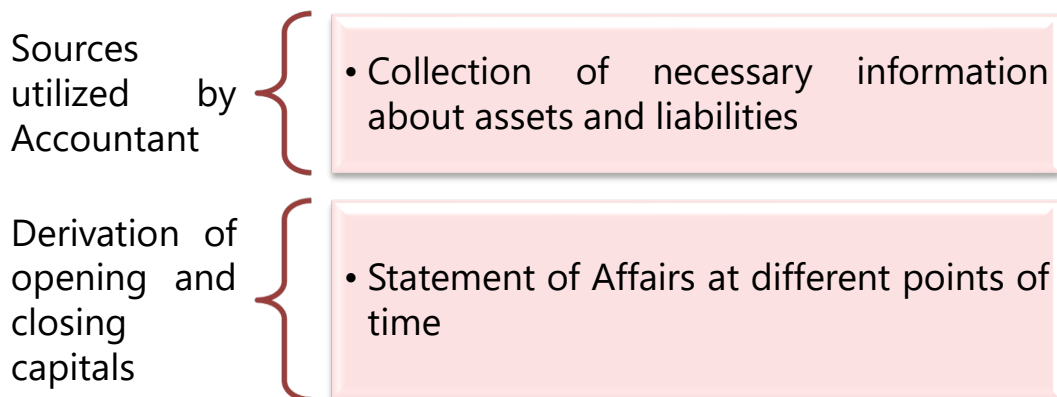 Sources
utilized by
Accountant
• Collection of necessary information
about assets and liabilities
Derivation of
opening and
closing
capitals
• Statement of Affairs at different points of
time